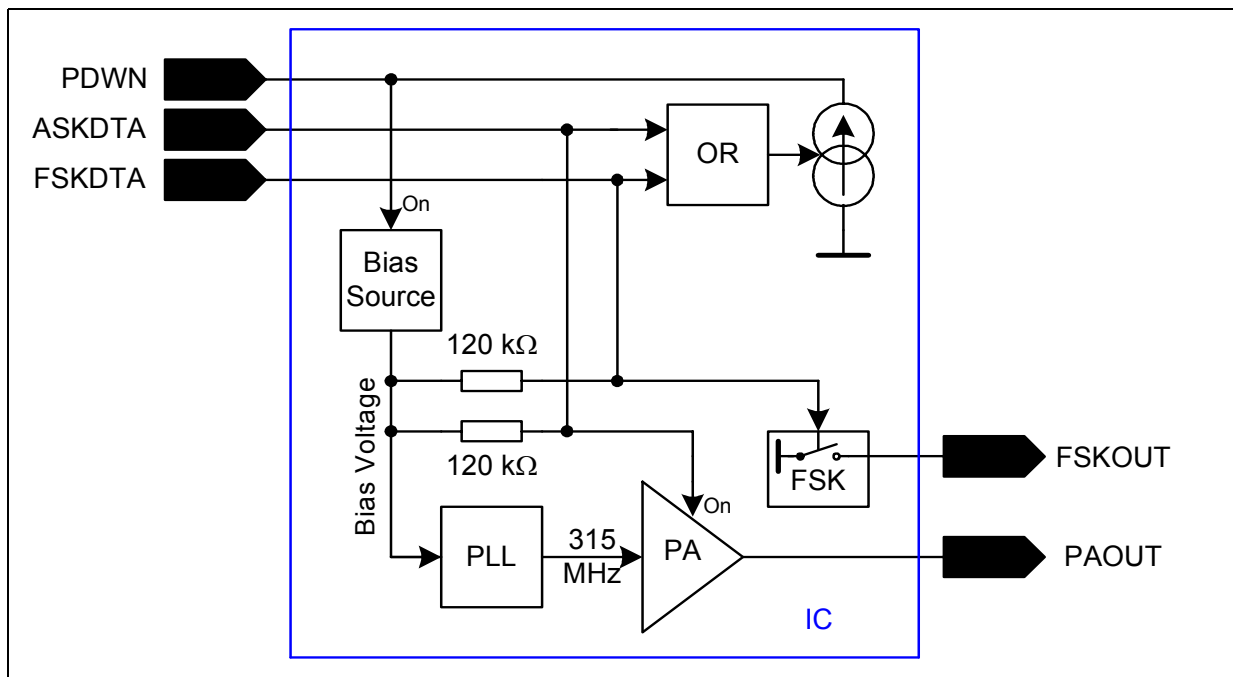 PDWN
ASKDTA
FSKDTA
OR
On
Bias
Source
120 kΩ
Bias Voltage
120 kΩ
FSK
FSKOUT
On
PLL
315
MHz
PA
PAOUT
IC